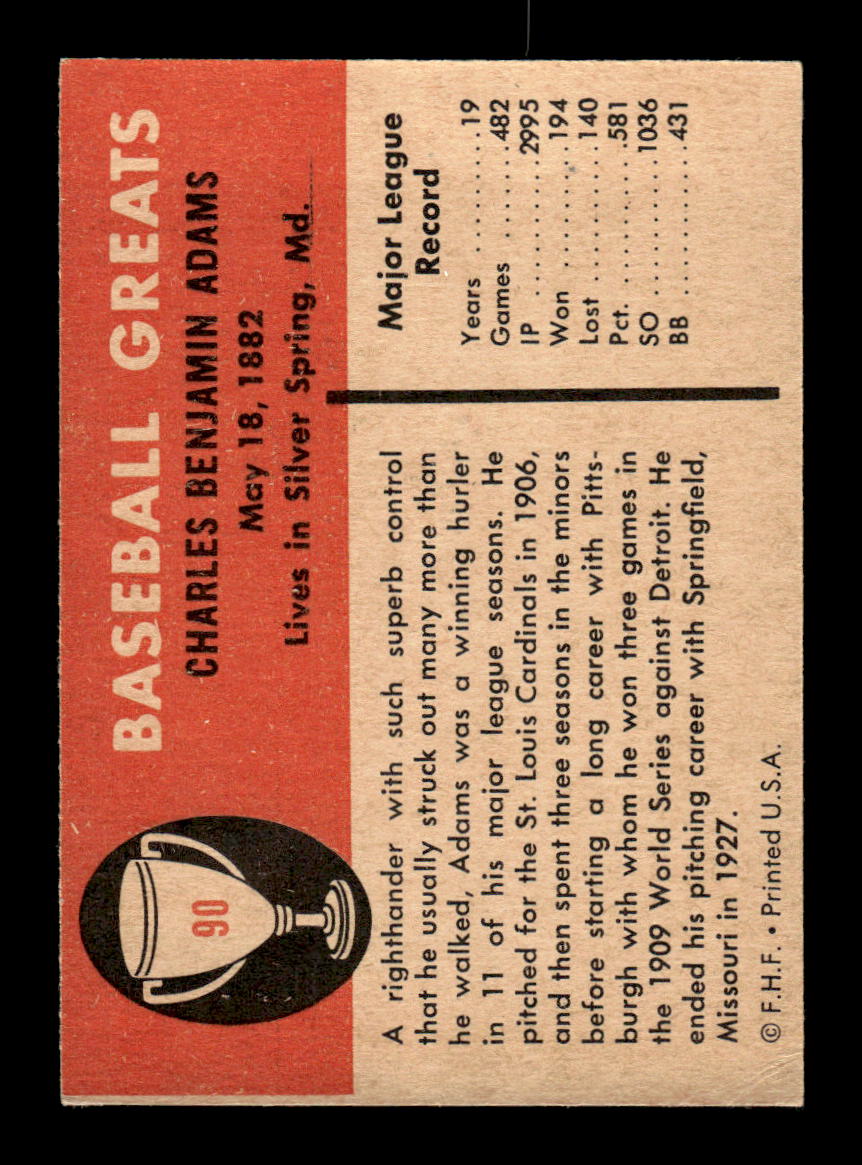 90
BASEBALL GREATS
CHARLES BENJAMIN ADAMS
May 18, 1882
Lives in Silver Spring, Md.
A righthander with such superb control
that he usually struck out many more than
he walked, Adams was a winning hurler
in 11 of his major league seasons. He
pitched for the St. Louis Cardinals in 1906,
and then spent three seasons in the minors
before starting a long career with Pitts-
burgh with whom he won three games in
the 1909 World Series against Detroit. He
ended his pitching career with Springfield,
Missouri in 1927.
© F.H.F. • Printed U.S.A.
Major League
Record
Years .........19
Games ........482
IP ...........2995
Won ..........194
Lost ..........140
Pct. ..........581
SO ...........1036
BB ...........431